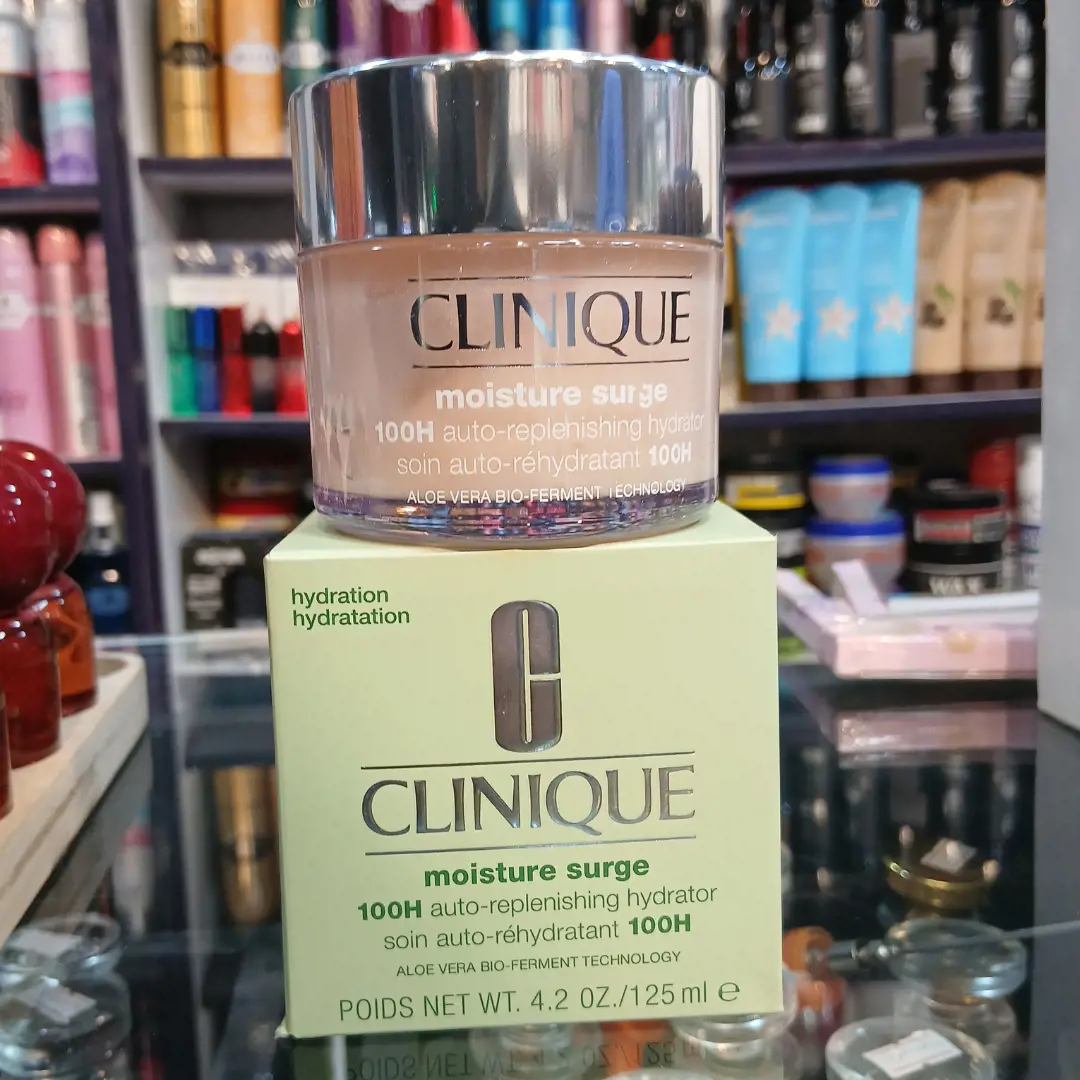 CLINIQUE
moisture surge
100H auto-replenishing hydrator
soin auto-réhydratant 100H
ALOE VERA BIO-FERMENT TECHNOLOGY
hydration
hydratation
CLINIQUE
moisture surge
100H auto-replenishing hydrator
soin auto-réhydratant 100H
ALOE VERA BIO-FERMENT TECHNOLOGY
POIDS NET WT. 4.2 OZ./125 ml ℮
WAX